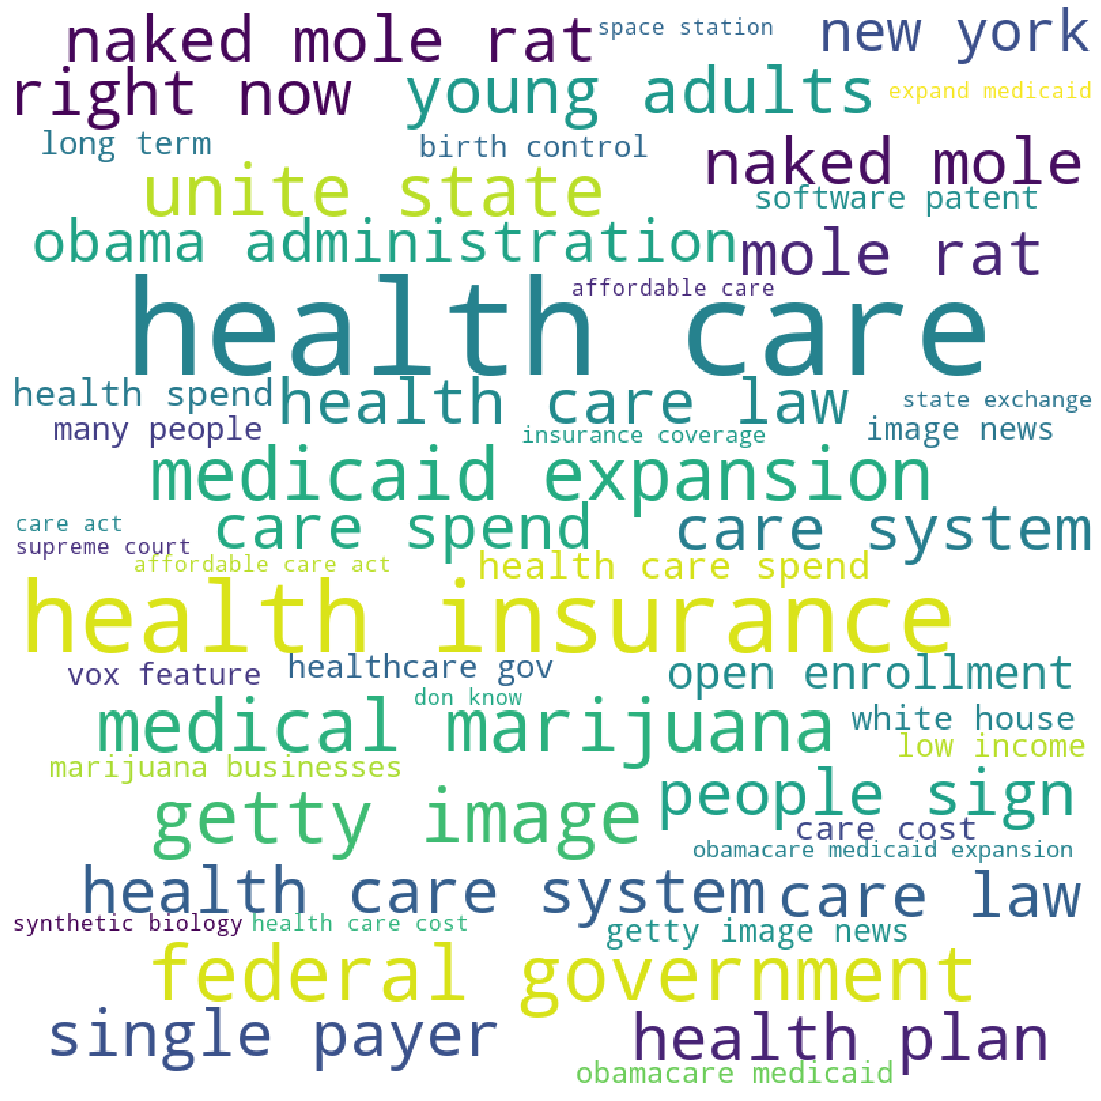 naked mole rat space station new york
right now young adults expand medicaid
long term birth control naked mole
unite state software patent
obama administration mole rat
health care affordable care
health spend health care law state exchange
many people insurance coverage image news
medicaid expansion
care act care spend care system
supreme court
affordable care act health care spend
health insurance
vox feature healthcare gov open enrollment
don know
medical marijuana white house
marijuana businesses low income
getty image people sign
care cost
obamacare medicaid expansion
health care system care law
synthetic biology health care cost getty image news
federal government
single payer health plan
obamacare medicaid